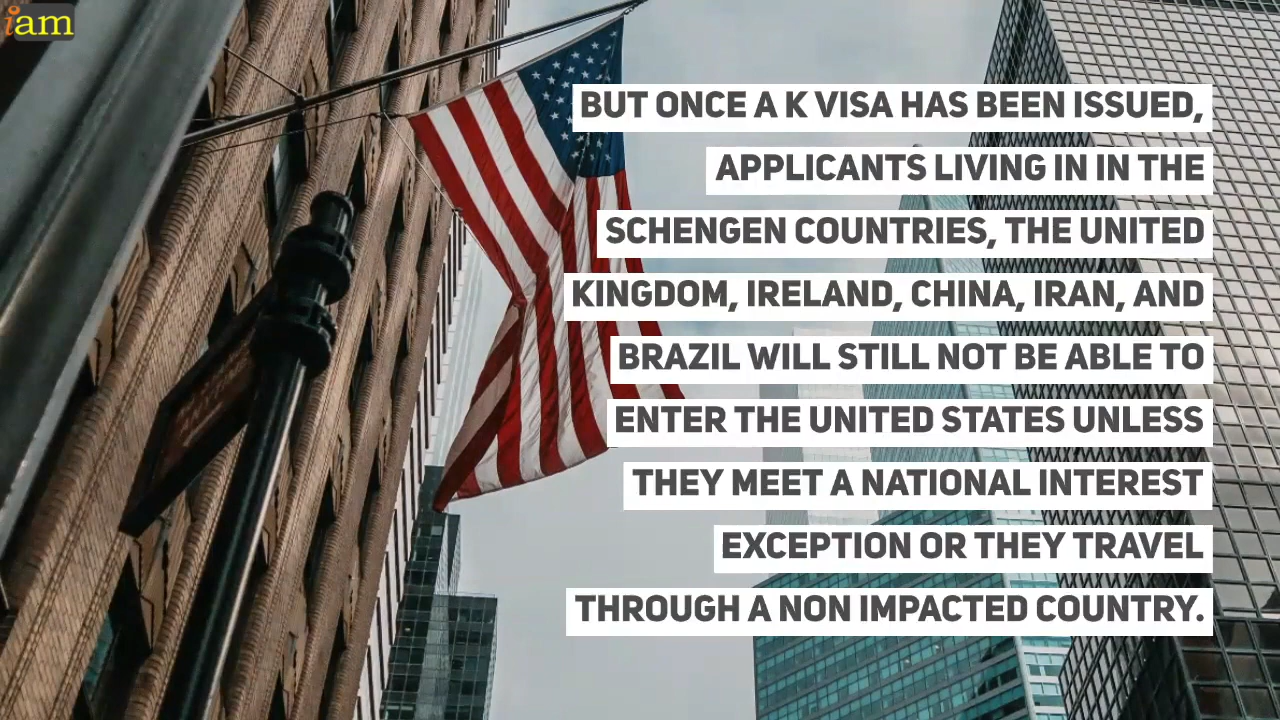 iam
BUT ONCE A K VISA HAS BEEN ISSUED,
APPLICANTS LIVING IN IN THE
SCHENGEN COUNTRIES, THE UNITED
KINGDOM, IRELAND, CHINA, IRAN, AND
BRAZIL WILL STILL NOT BE ABLE TO
ENTER THE UNITED STATES UNLESS
THEY MEET A NATIONAL INTEREST
EXCEPTION OR THEY TRAVEL
THROUGH A NON IMPACTED COUNTRY.